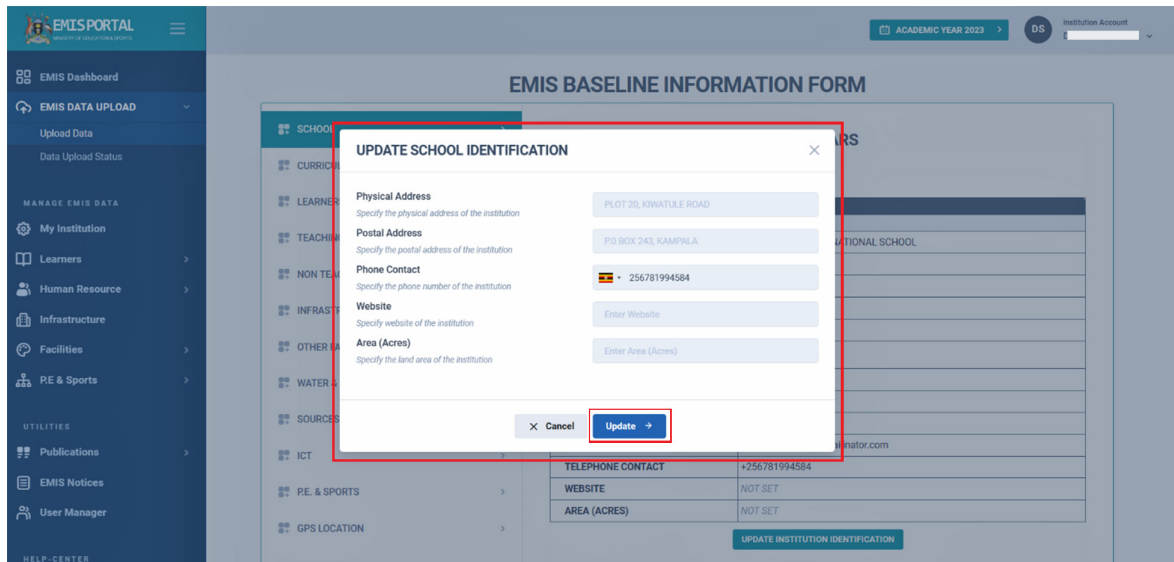 EMIS PORTAL
MINISTRY OF EDUCATION & SPORTS
ACADEMIC YEAR 2023
DS
Institution Account
EMIS Dashboard
EMIS DATA UPLOAD
Upload Data
Data Upload Status
MANAGE EMIS DATA
My Institution
Learners
Human Resource
Infrastructure
Facilities
P.E & Sports
UTILITIES
Publications
EMIS Notices
User Manager
HELP-CENTER
EMIS BASELINE INFORMATION FORM
SCHOOL
CURRICUL
LEARNER
TEACHIN
NON TEA
INFRAST
OTHER FA
WATER &
SOURCES
ICT
P.E. & SPORTS
GPS LOCATION
ARS
UPDATE SCHOOL IDENTIFICATION
Physical Address
Specify the physical address of the institution
PLOT 20, KIWATULE ROAD
Postal Address
Specify the postal address of the institution
P.O BOX 243, KAMPALA
Phone Contact
Specify the phone number of the institution
256781994584
Website
Specify website of the institution
Enter Website
Area (Acres)
Specify the land area of the institution
Enter Area (Acres)
Cancel
Update
NATIONAL SCHOOL
inator.com
TELEPHONE CONTACT +256781994584
WEBSITE NOT SET
AREA (ACRES) NOT SET
UPDATE INSTITUTION IDENTIFICATION